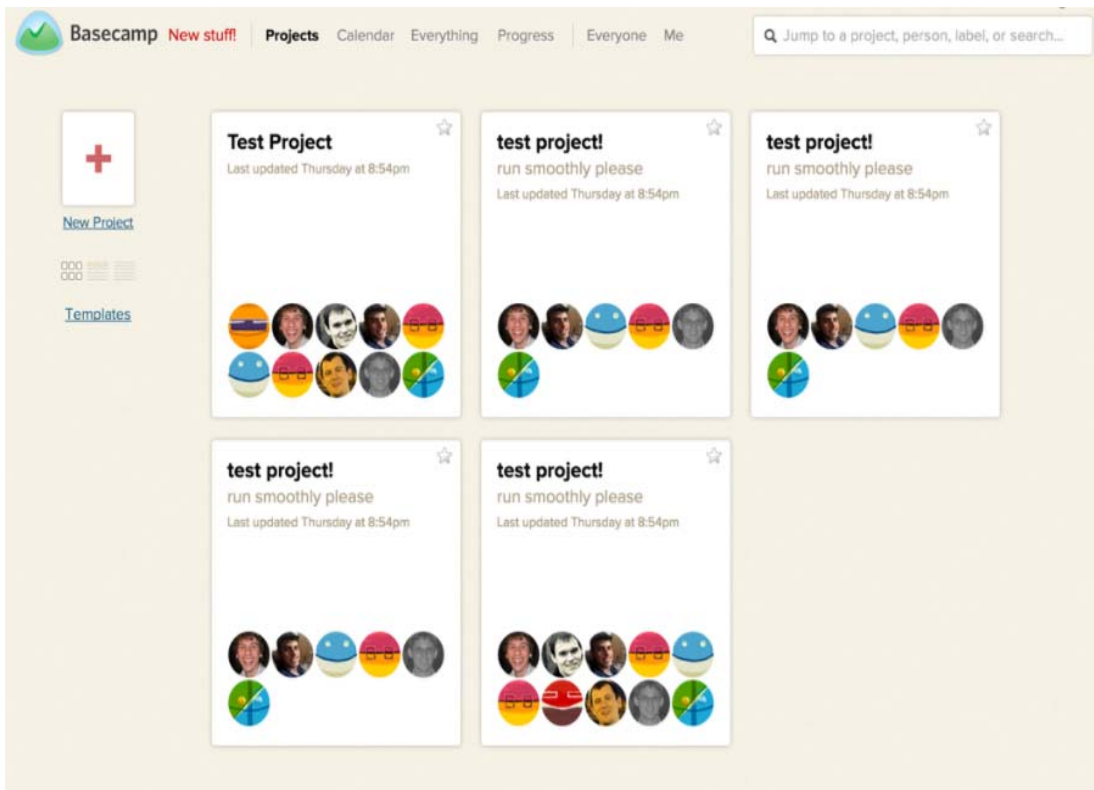 Basecamp New stuff! Projects Calendar Everything Progress Everyone Me
Jump to a project, person, label, or search...
New Project
Templates
Test Project
Last updated Thursday at 8:54pm
test project!
run smoothly please
Last updated Thursday at 8:54pm
test project!
run smoothly please
Last updated Thursday at 8:54pm
test project!
run smoothly please
Last updated Thursday at 8:54pm
test project!
run smoothly please
Last updated Thursday at 8:54pm